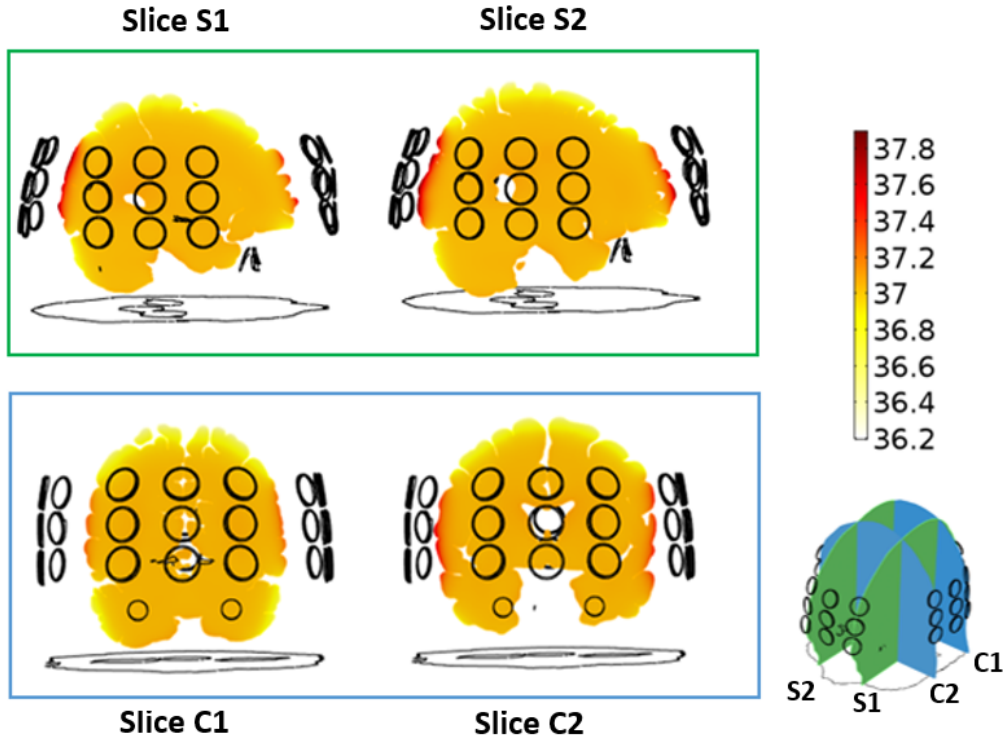 Slice S1
Slice S2
37.8
37.6
37.4
37.2
37
36.8
36.6
36.4
36.2
Slice C1
Slice C2
S2
S1
C2
C1